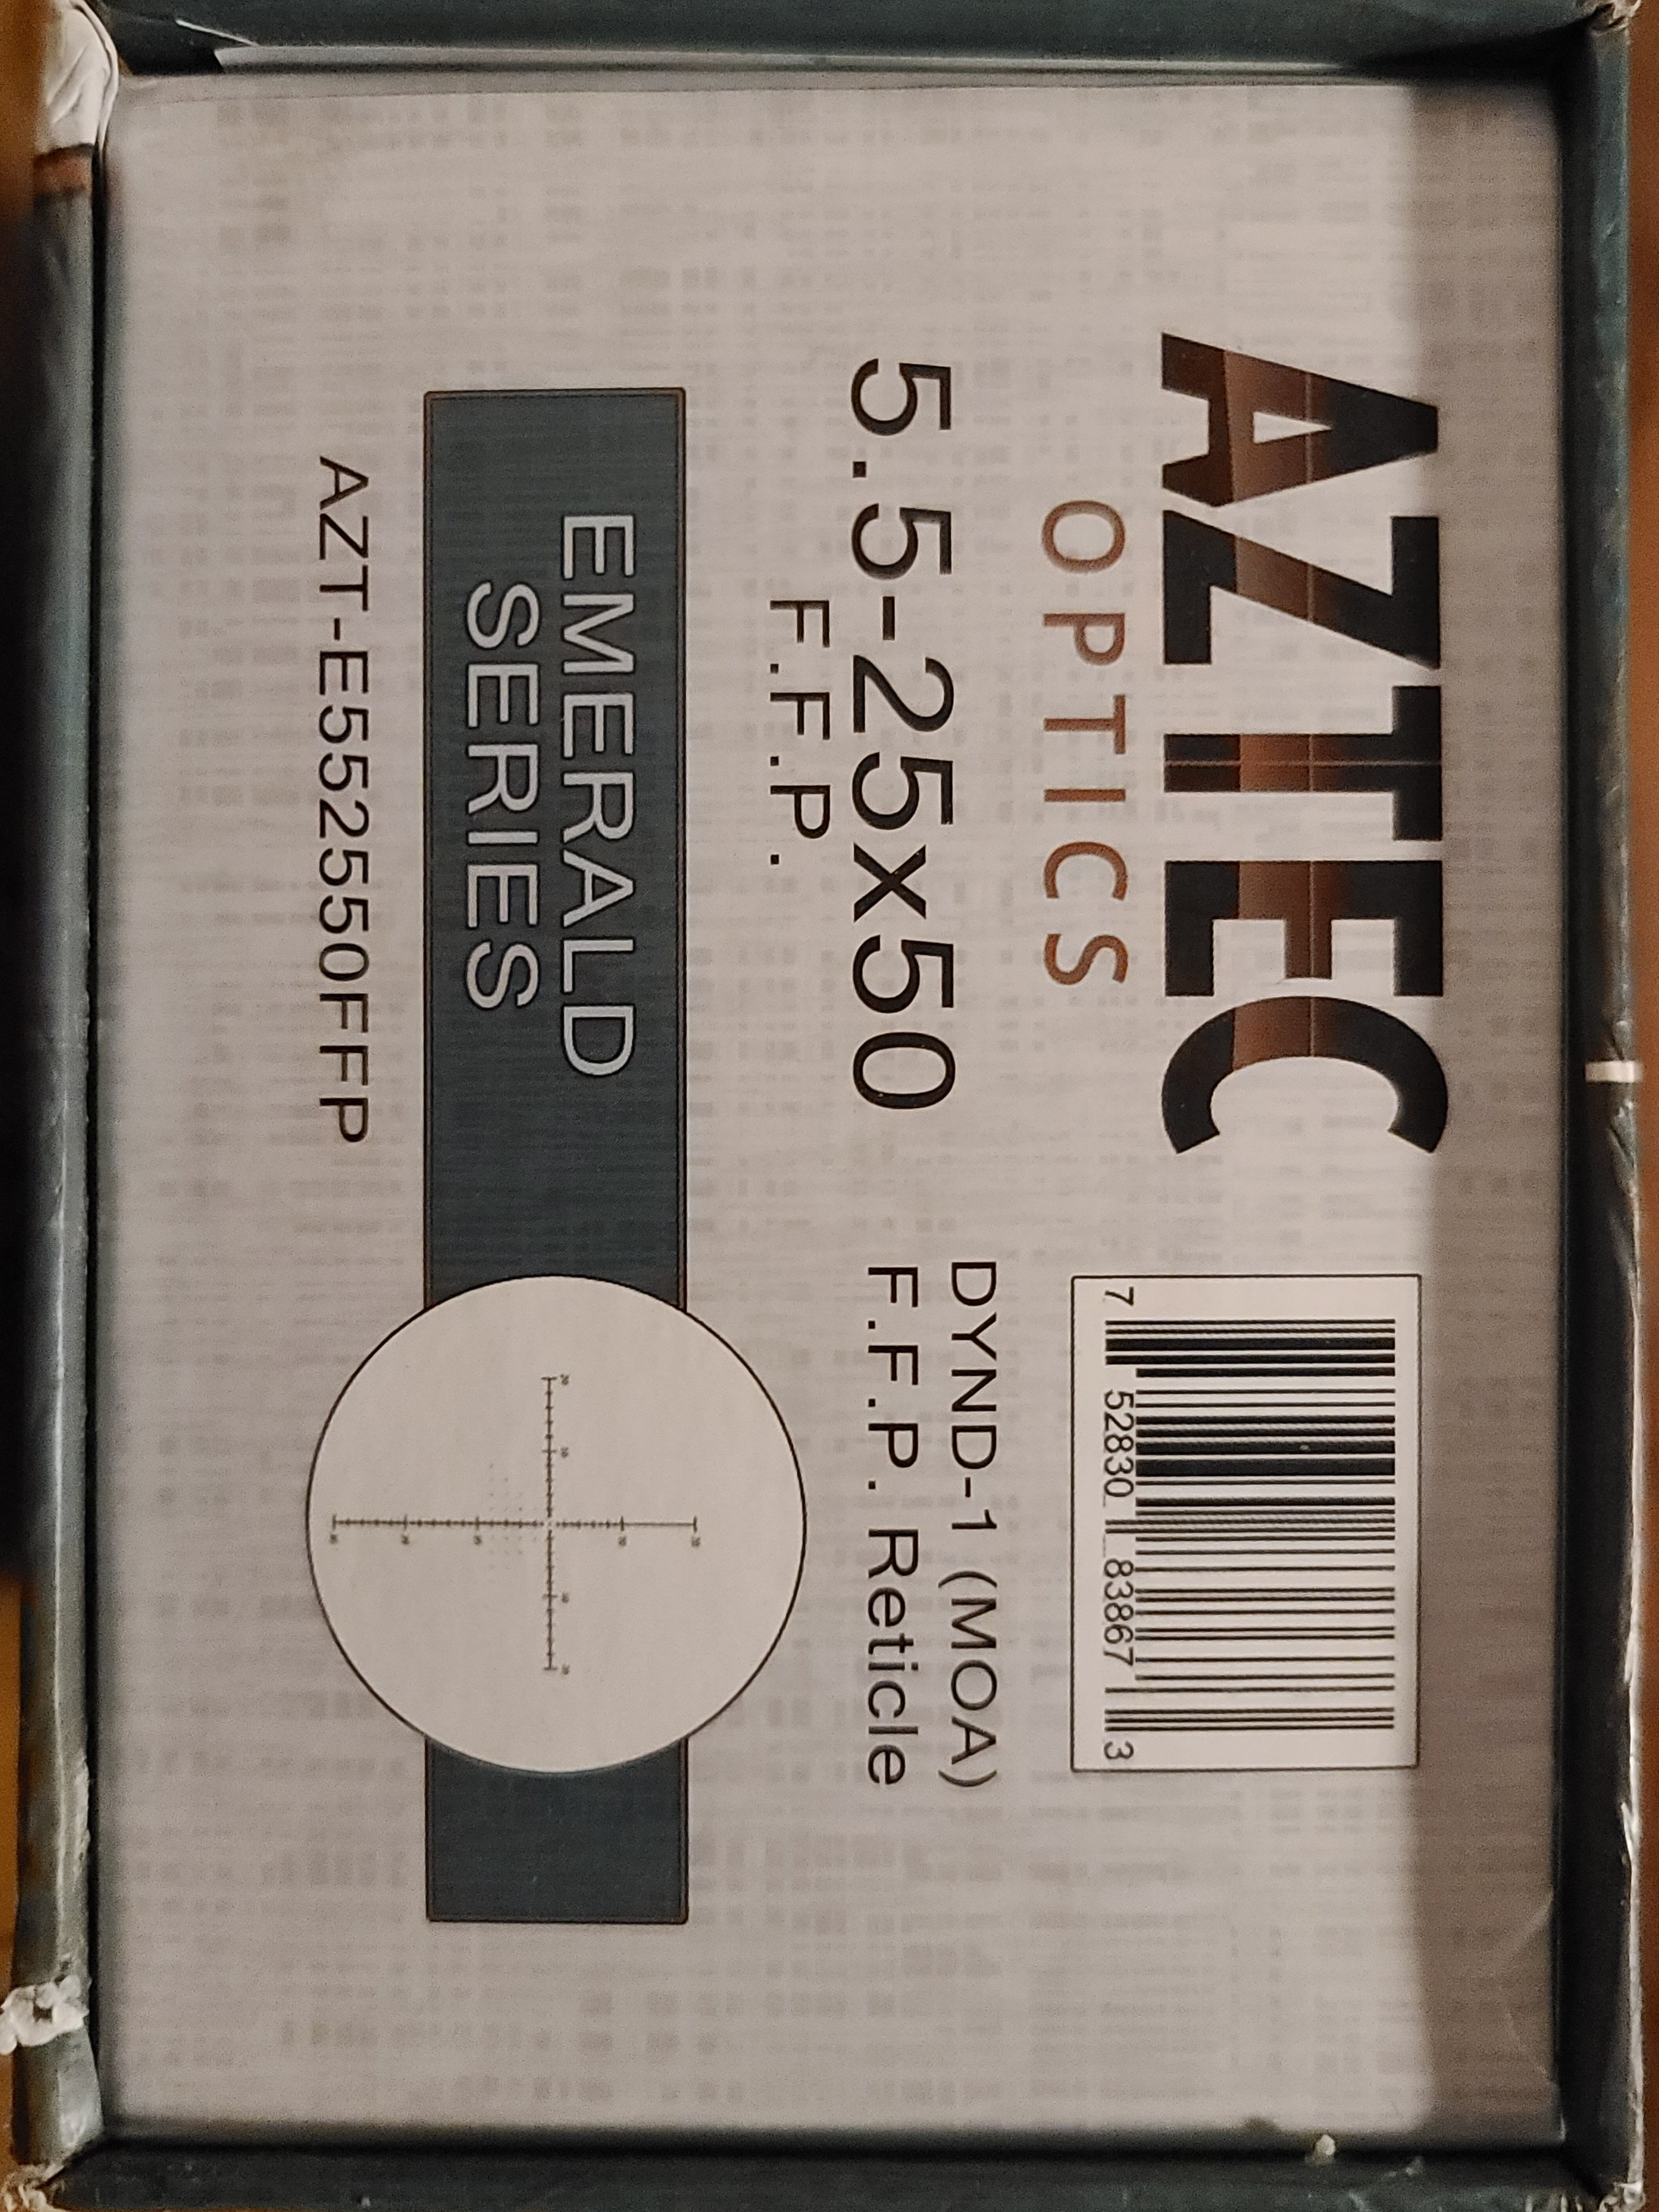 AZTEC
OPTICS
5.5-25x50
F.F.P.
EMERALD
SERIES
AZT-E552550FFP
7 52830 83867 3
DYND-1 (MOA)
F.F.P. Reticle